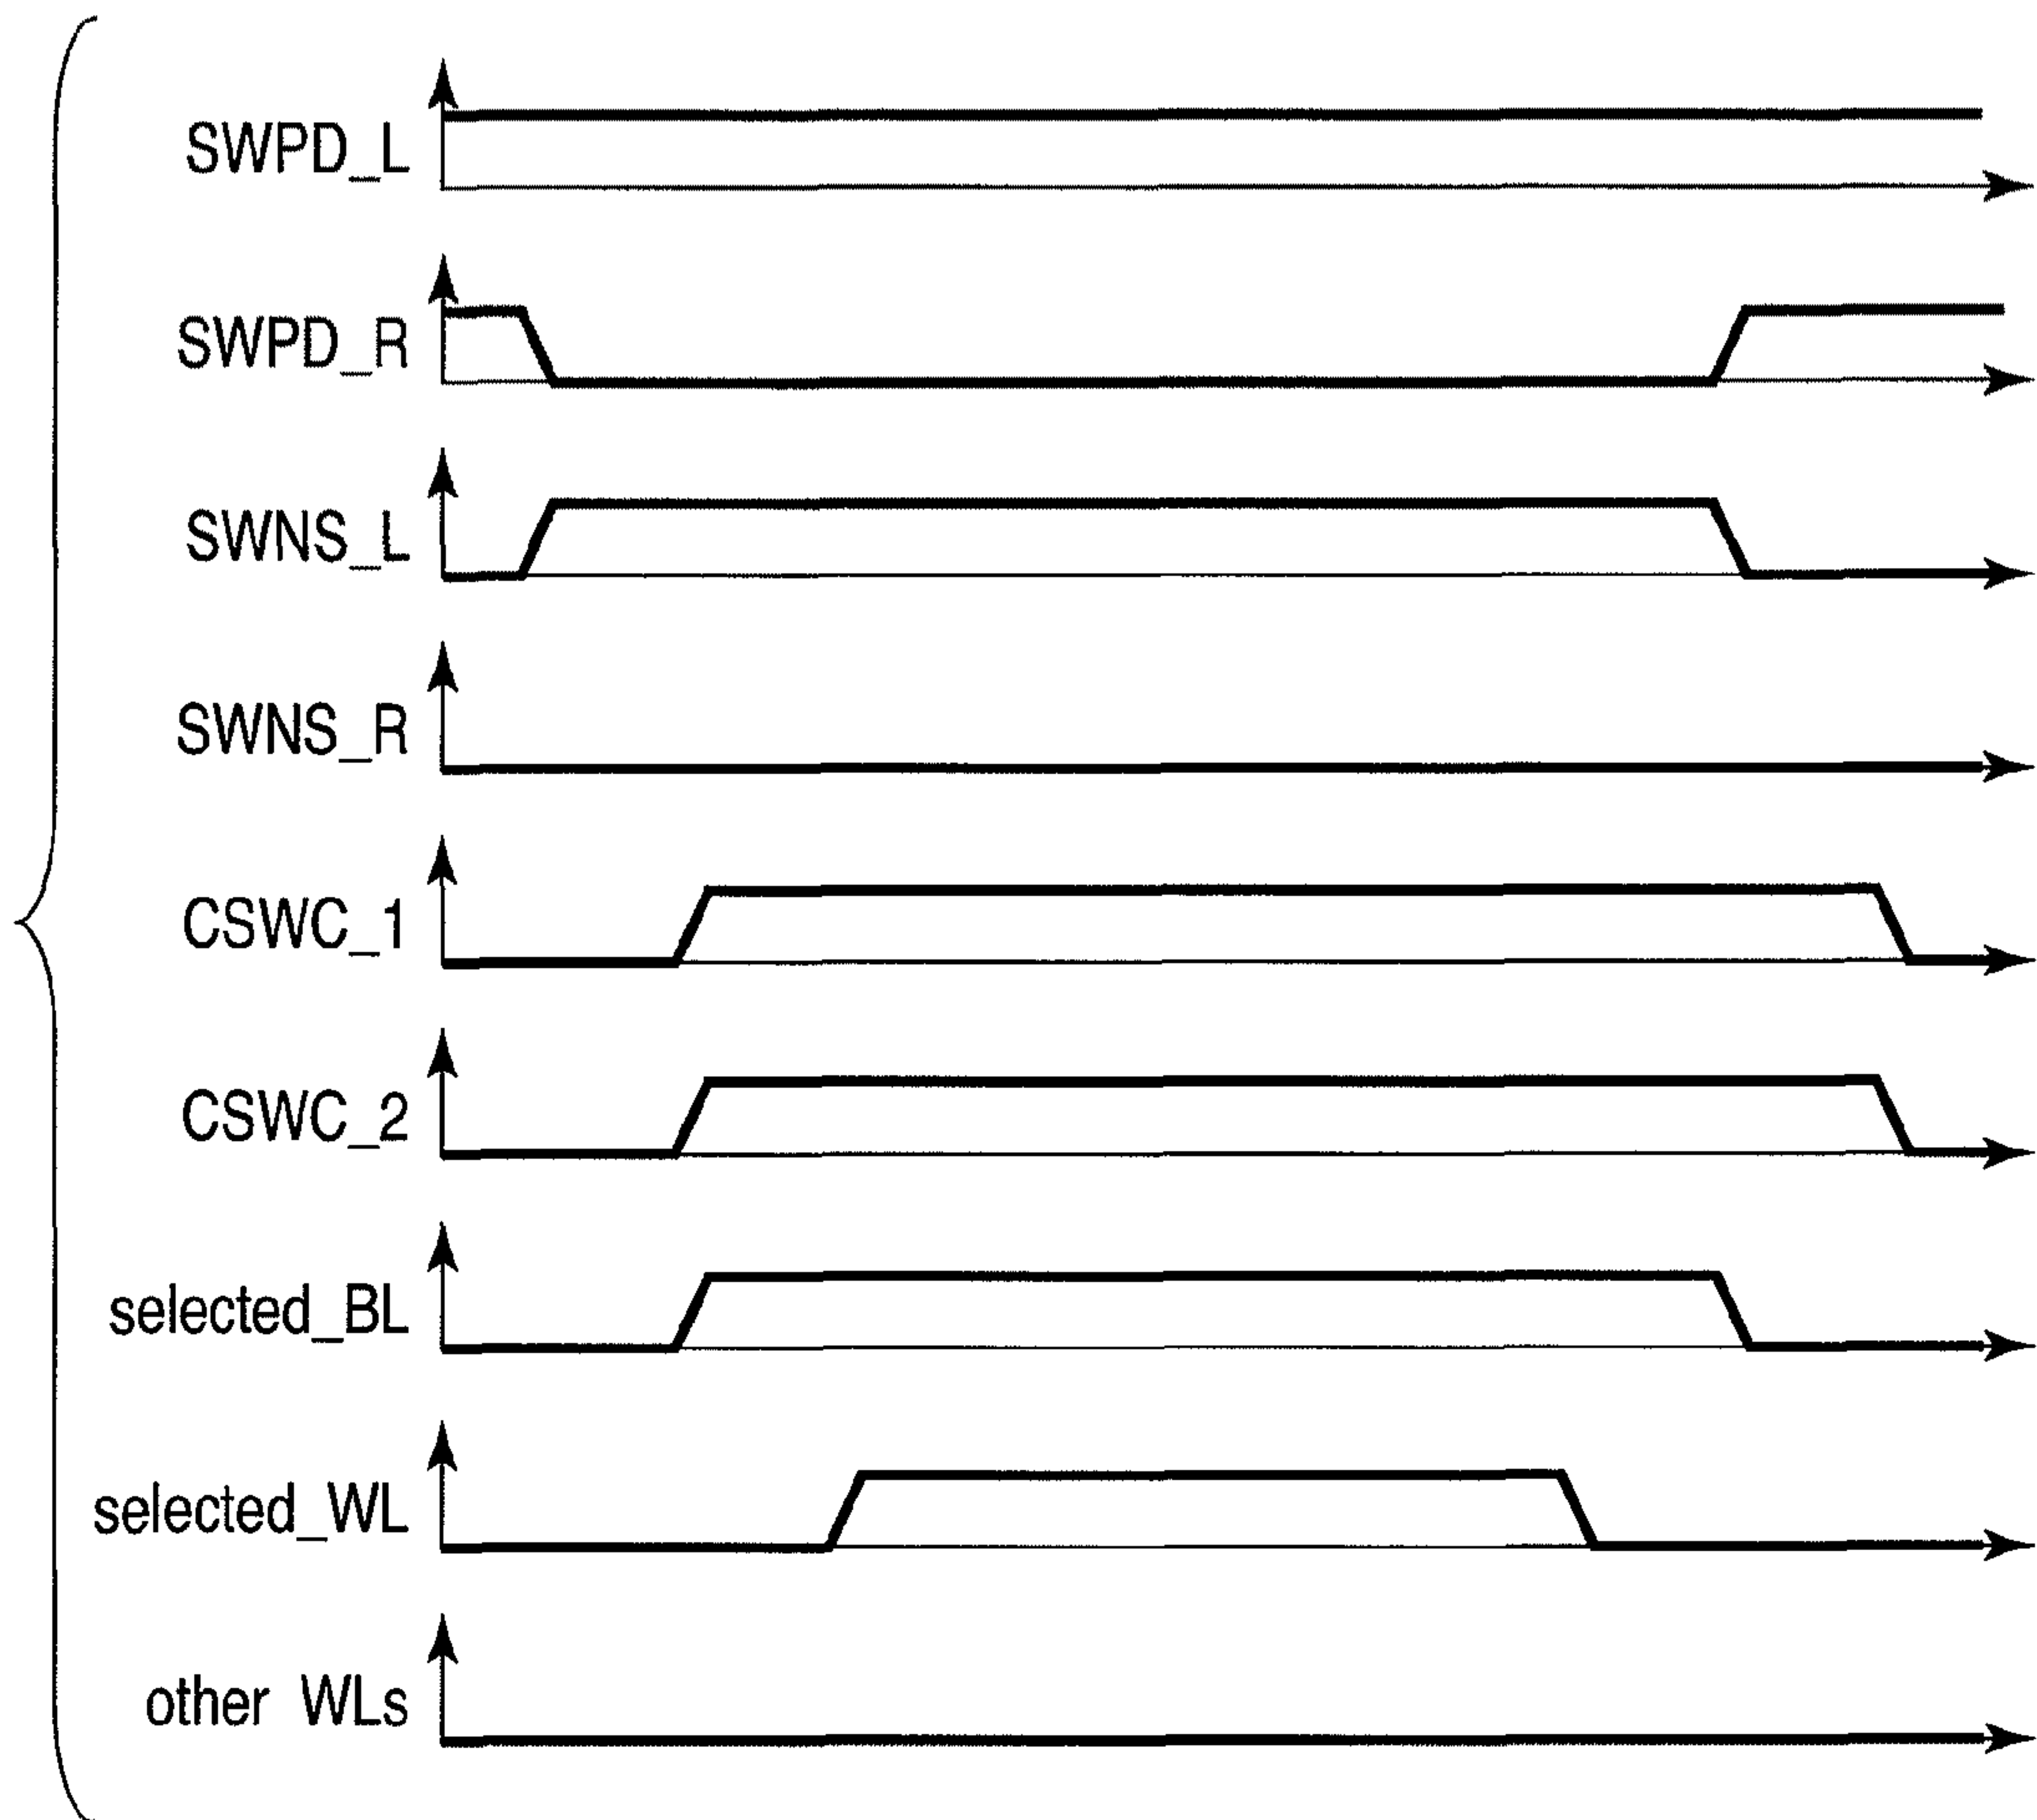 SWPD_L
SWPD_R
SWNS_L
SWNS_R
CSWC_1
CSWC_2
selected_BL
selected_WL
other WLs